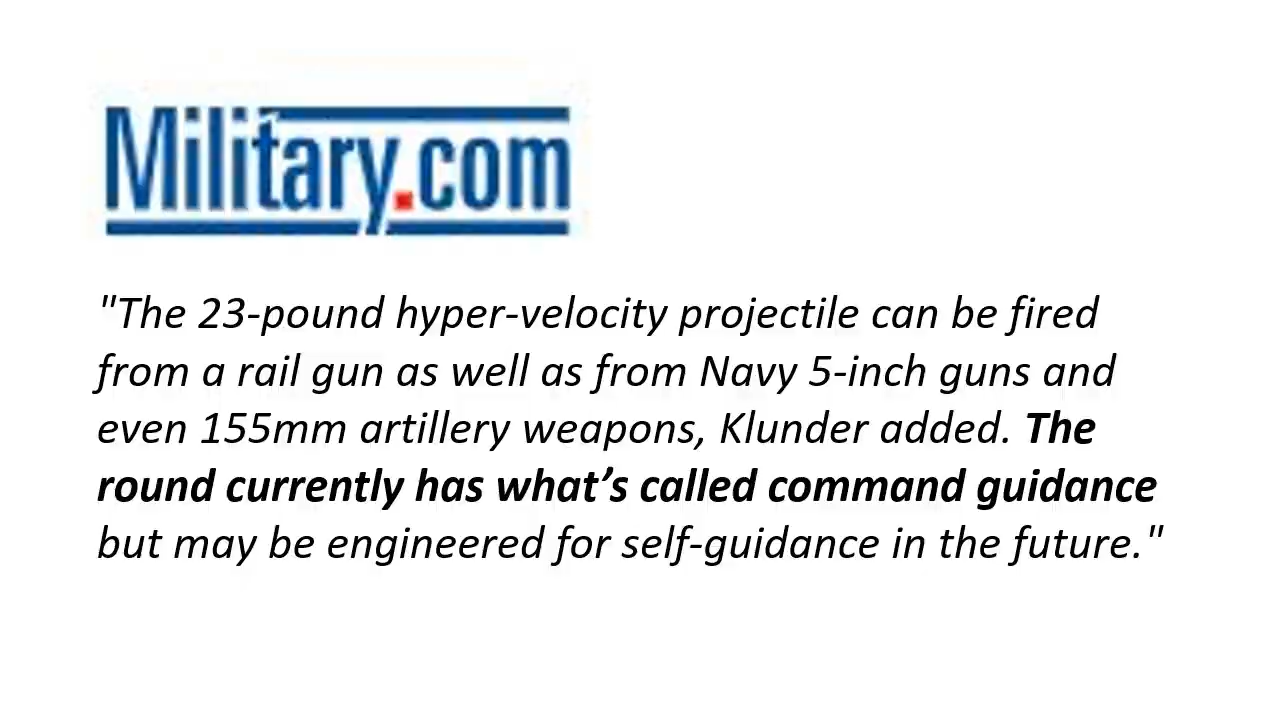 Military.com
"The 23-pound hyper-velocity projectile can be fired
from a rail gun as well as from Navy 5-inch guns and
even 155mm artillery weapons, Klunder added. The
round currently has what’s called command guidance
but may be engineered for self-guidance in the future."